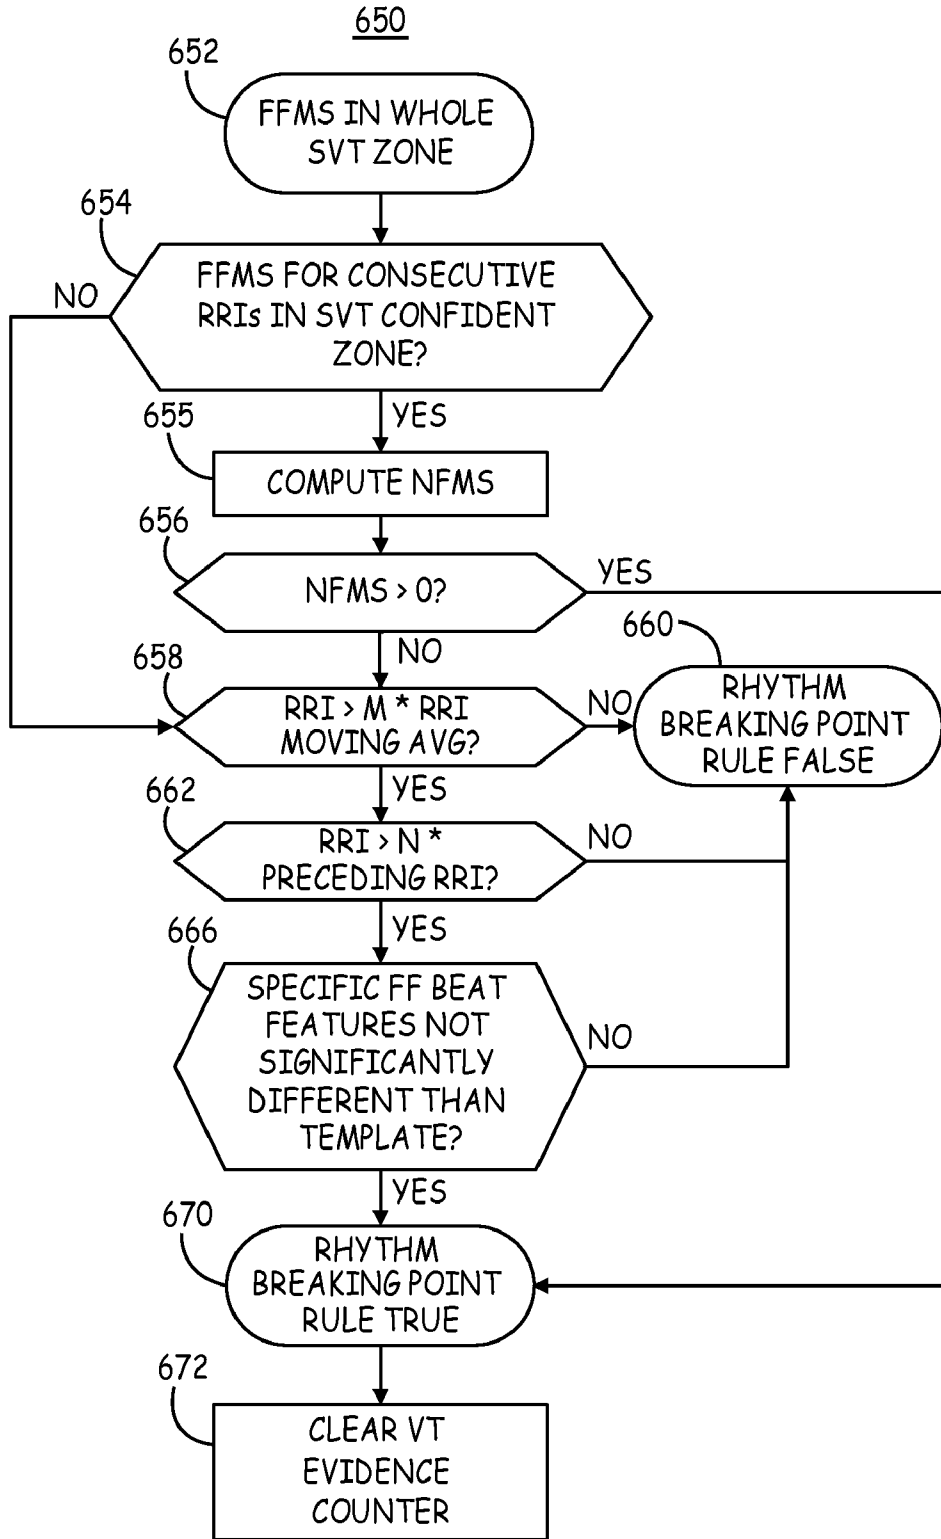 650
652
FFMS IN WHOLE
SVT ZONE
654
NO
FFMS FOR CONSECUTIVE
RRIs IN SVT CONFIDENT
ZONE?
YES
655
COMPUTE NFMS
656
NFMS > 0?
YES
NO
658
RRI > M * RRI
MOVING AVG?
NO
660
RHYTHM
BREAKING POINT
RULE FALSE
YES
662
RRI > N *
PRECEDING RRI?
NO
YES
666
SPECIFIC FF BEAT
FEATURES NOT
SIGNIFICANTLY
DIFFERENT THAN
TEMPLATE?
NO
YES
670
RHYTHM
BREAKING POINT
RULE TRUE
672
CLEAR VT
EVIDENCE
COUNTER